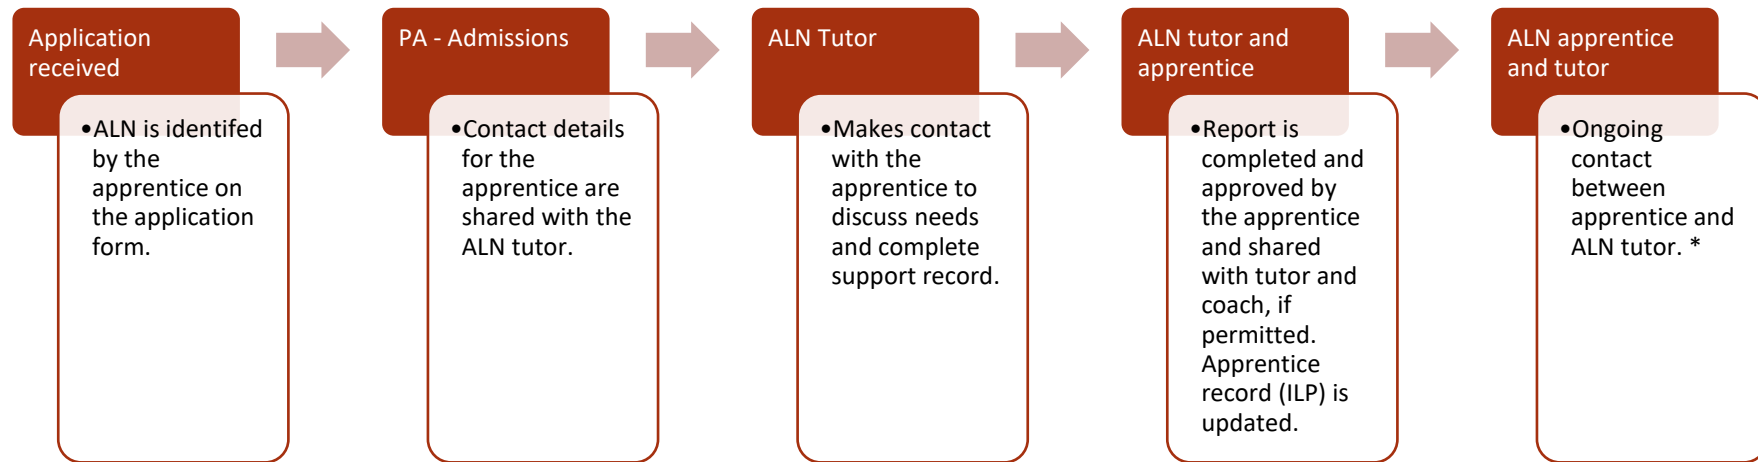 Application
received
•ALN is identifed
by the
apprentice on
the application
form.
PA - Admissions
•Contact details
for the
apprentice are
shared with the
ALN tutor.
ALN Tutor
•Makes contact
with the
apprentice to
discuss needs
and complete
support record.
ALN tutor and
apprentice
•Report is
completed and
approved by
the apprentice
and shared
with tutor and
coach, if
permitted.
Apprentice
record (ILP) is
updated.
ALN apprentice
and tutor
•Ongoing
contact
between
apprentice and
ALN tutor. *